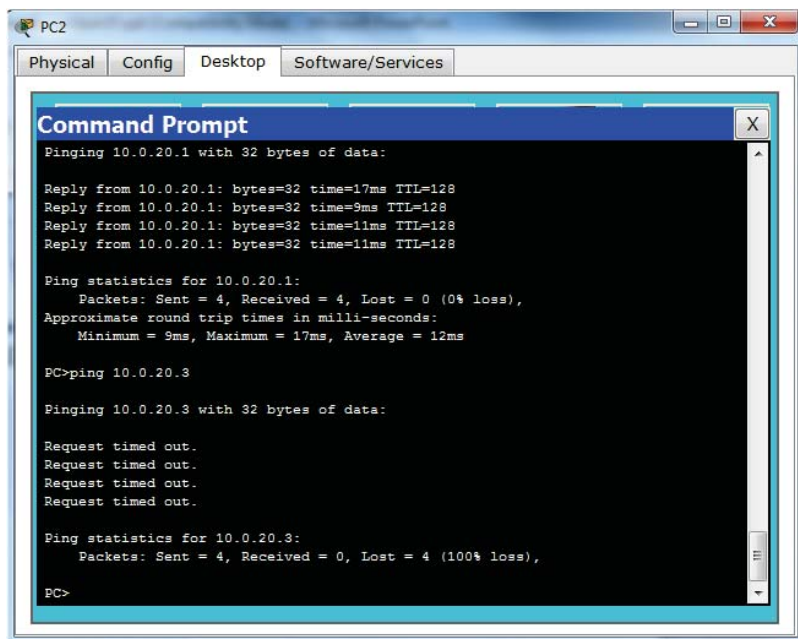 PC2
Physical Config Desktop Software/Services
Command Prompt X
Pinging 10.0.20.1 with 32 bytes of data:
Reply from 10.0.20.1: bytes=32 time=17ms TTL=128
Reply from 10.0.20.1: bytes=32 time=9ms TTL=128
Reply from 10.0.20.1: bytes=32 time=11ms TTL=128
Reply from 10.0.20.1: bytes=32 time=11ms TTL=128
Ping statistics for 10.0.20.1:
Packets: Sent = 4, Received = 4, Lost = 0 (0% loss),
Approximate round trip times in milli-seconds:
Minimum = 9ms, Maximum = 17ms, Average = 12ms
PC>ping 10.0.20.3
Pinging 10.0.20.3 with 32 bytes of data:
Request timed out.
Request timed out.
Request timed out.
Request timed out.
Ping statistics for 10.0.20.3:
Packets: Sent = 4, Received = 0, Lost = 4 (100% loss),
PC>